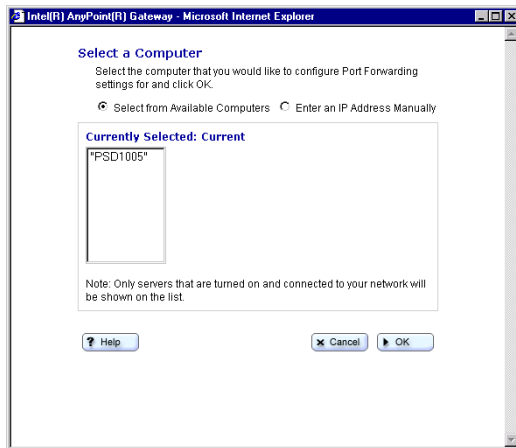 Intel(R) AnyPoint(R) Gateway - Microsoft Internet Explorer
Select a Computer
Select the computer that you would like to configure Port Forwarding
settings for and click OK.
Select from Available Computers Enter an IP Address Manually
Currently Selected: Current
"PSD1005"
Note: Only servers that are turned on and connected to your network will
be shown on the list.
? Help × Cancel OK